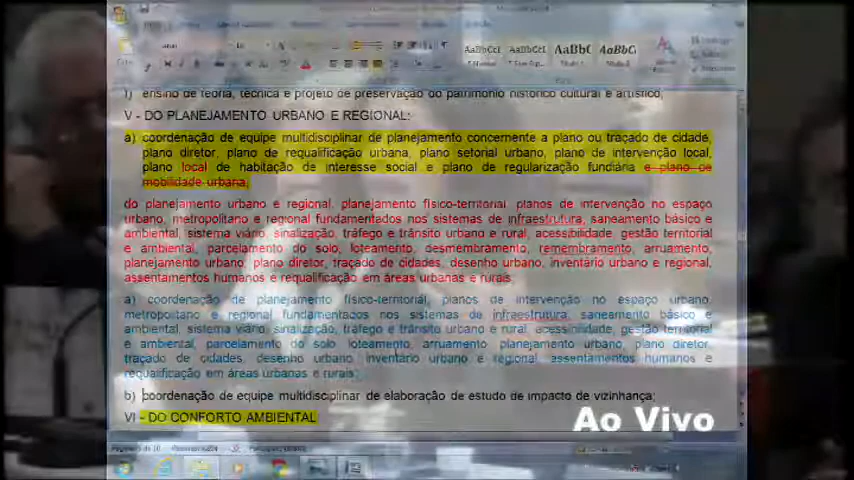 AaBbCcI AaBbCcI AaBbC AaBbC
f) ensino de teoria, técnica e projeto de preservação do patrimônio histórico cultural e artístico;
V - DO PLANEJAMENTO URBANO E REGIONAL:
a) coordenação de equipe multidisciplinar de planejamento concernente a plano ou traçado de cidade,
plano diretor, plano de requalificação urbana, plano setorial urbano, plano de intervenção local,
plano local de habitação de interesse social e plano de regularização fundiária e plano de
mobilidade urbana;
do planejamento urbano e regional, planejamento físico-territorial, planos de intervenção no espaço
urbano, metropolitano e regional fundamentados nos sistemas de infraestrutura, saneamento básico e
ambiental, sistema viário, sinalização, tráfego e trânsito urbano e rural, acessibilidade, gestão territorial
e ambiental, parcelamento do solo, loteamento, desmembramento, remembramento, arruamento,
planejamento urbano, plano diretor, traçado de cidades, desenho urbano, inventário urbano e regional,
assentamentos humanos e requalificação em áreas urbanas e rurais;
a) coordenação de planejamento físico-territorial, planos de intervenção no espaço urbano,
metropolitano e regional fundamentados nos sistemas de infraestrutura, saneamento básico e
ambiental, sistema viário, sinalização, tráfego e trânsito urbano e rural, acessibilidade, gestão territorial
e ambiental, parcelamento do solo loteamento, arruamento planejamento urbano, plano diretor,
traçado de cidades, desenho urbano, inventário urbano e regional, assentamentos humanos e
requalificação em áreas urbanas e rurais;
b) coordenação de equipe multidisciplinar de elaboração de estudo de impacto de vizinhança;
VI - DO CONFORTO AMBIENTAL
Ao Vivo